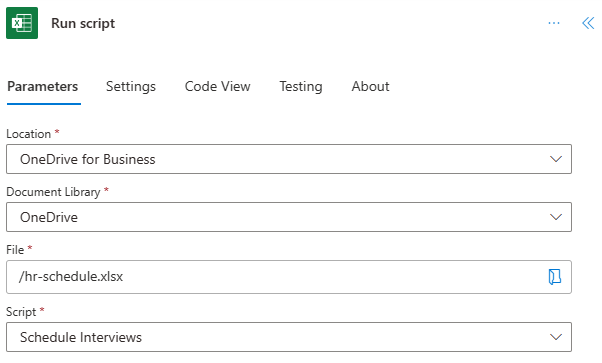 Run script
Parameters Settings Code View Testing About
Location *
OneDrive for Business
Document Library *
OneDrive
File *
/hr-schedule.xlsx
Script *
Schedule Interviews